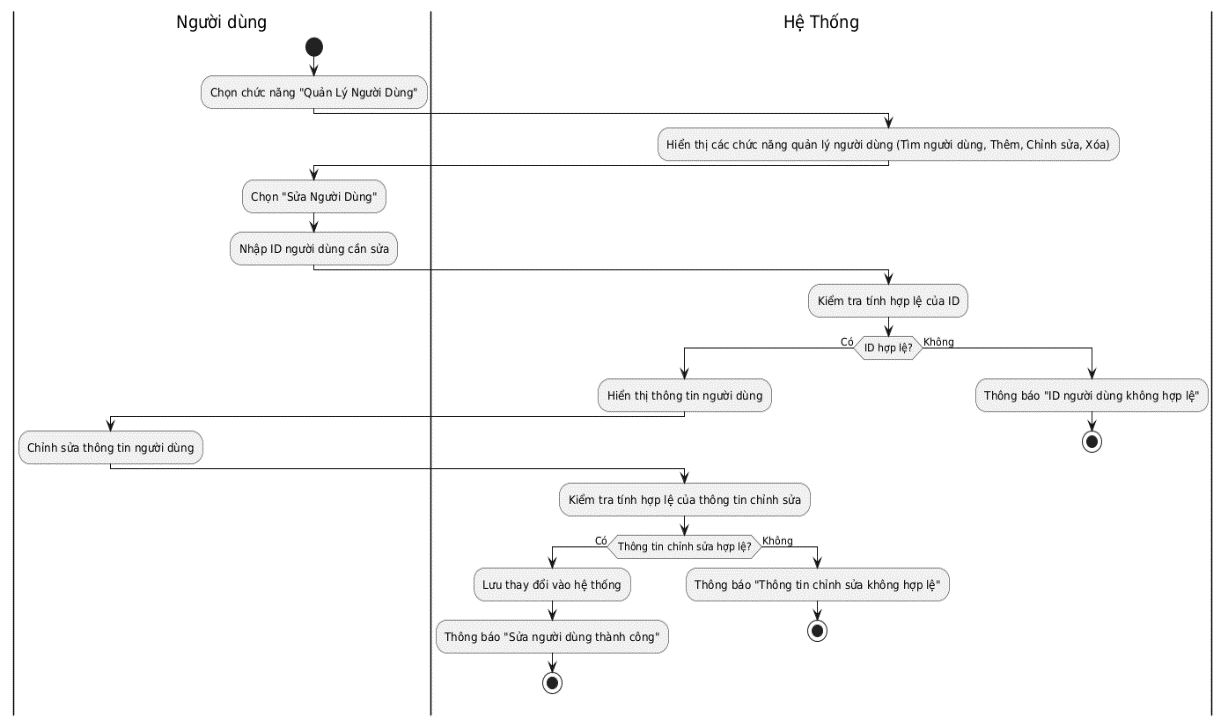 Người dùng
Hệ Thống
Chọn chức năng "Quản Lý Người Dùng"
Hiển thị các chức năng quản lý người dùng (Tìm người dùng, Thêm, Chỉnh sửa, Xóa)
Chọn "Sửa Người Dùng"
Nhập ID người dùng cần sửa
Kiểm tra tính hợp lệ của ID
Có
ID hợp lệ?
Không
Hiển thị thông tin người dùng
Thông báo "ID người dùng không hợp lệ"
Chỉnh sửa thông tin người dùng
Kiểm tra tính hợp lệ của thông tin chỉnh sửa
Có
Thông tin chỉnh sửa hợp lệ?
Không
Lưu thay đổi vào hệ thống
Thông báo "Thông tin chỉnh sửa không hợp lệ"
Thông báo "Sửa người dùng thành công"